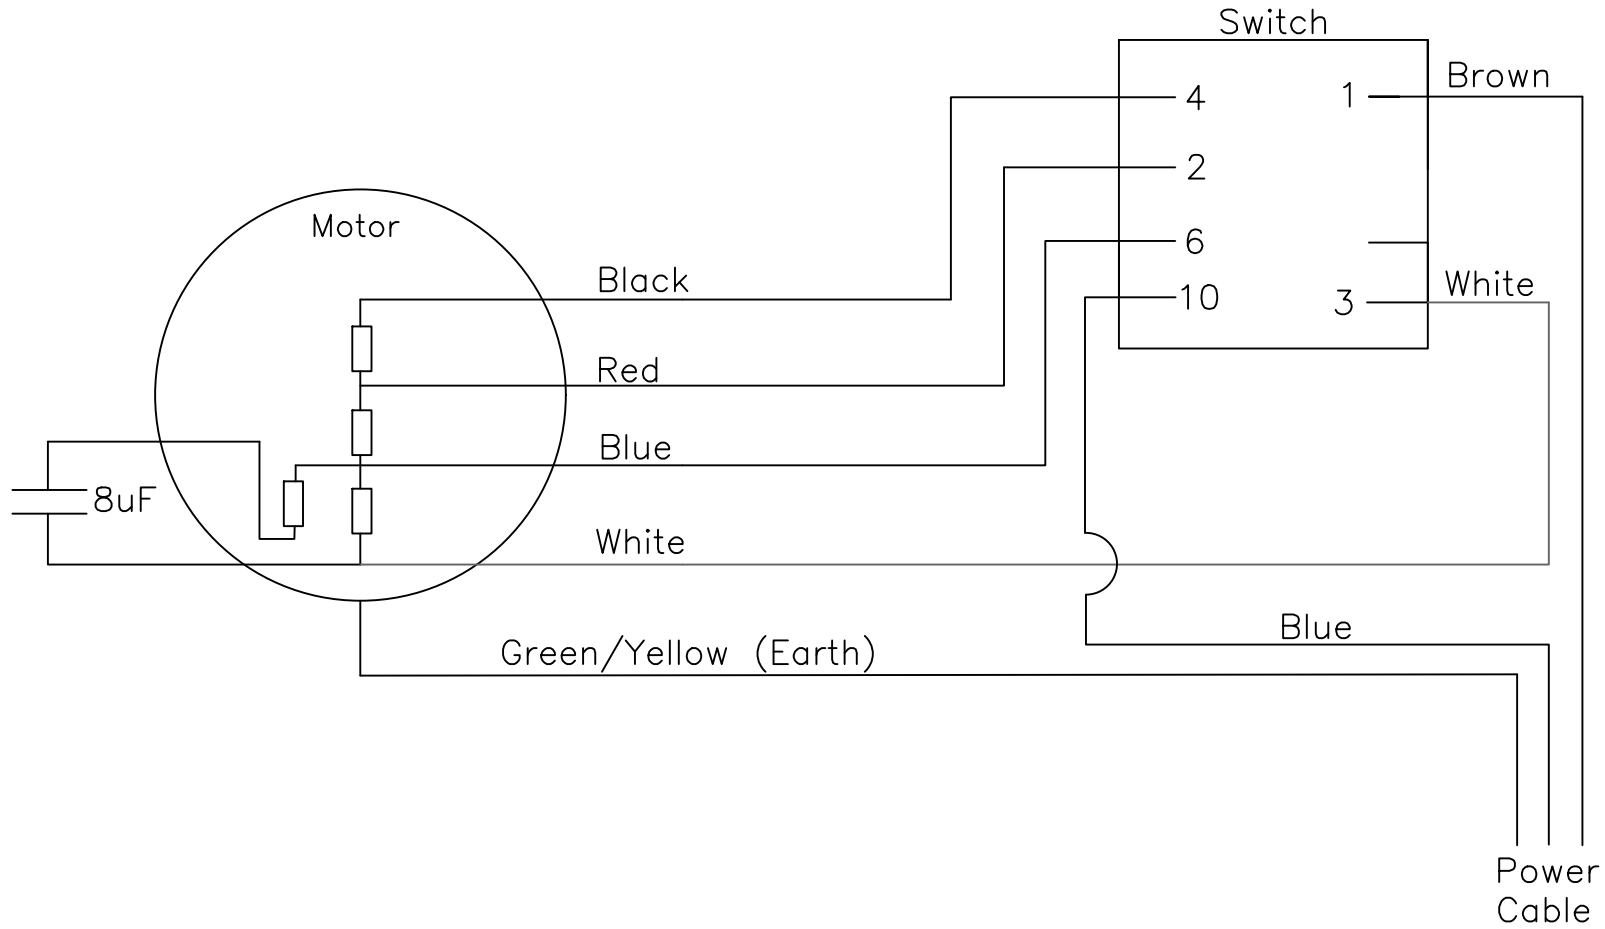 Switch
Brown
4
1
2
Motor
6
Black
White
10
3
Red
Blue
8uF
White
Blue
Green/Yellow (Earth)
Power
Cable